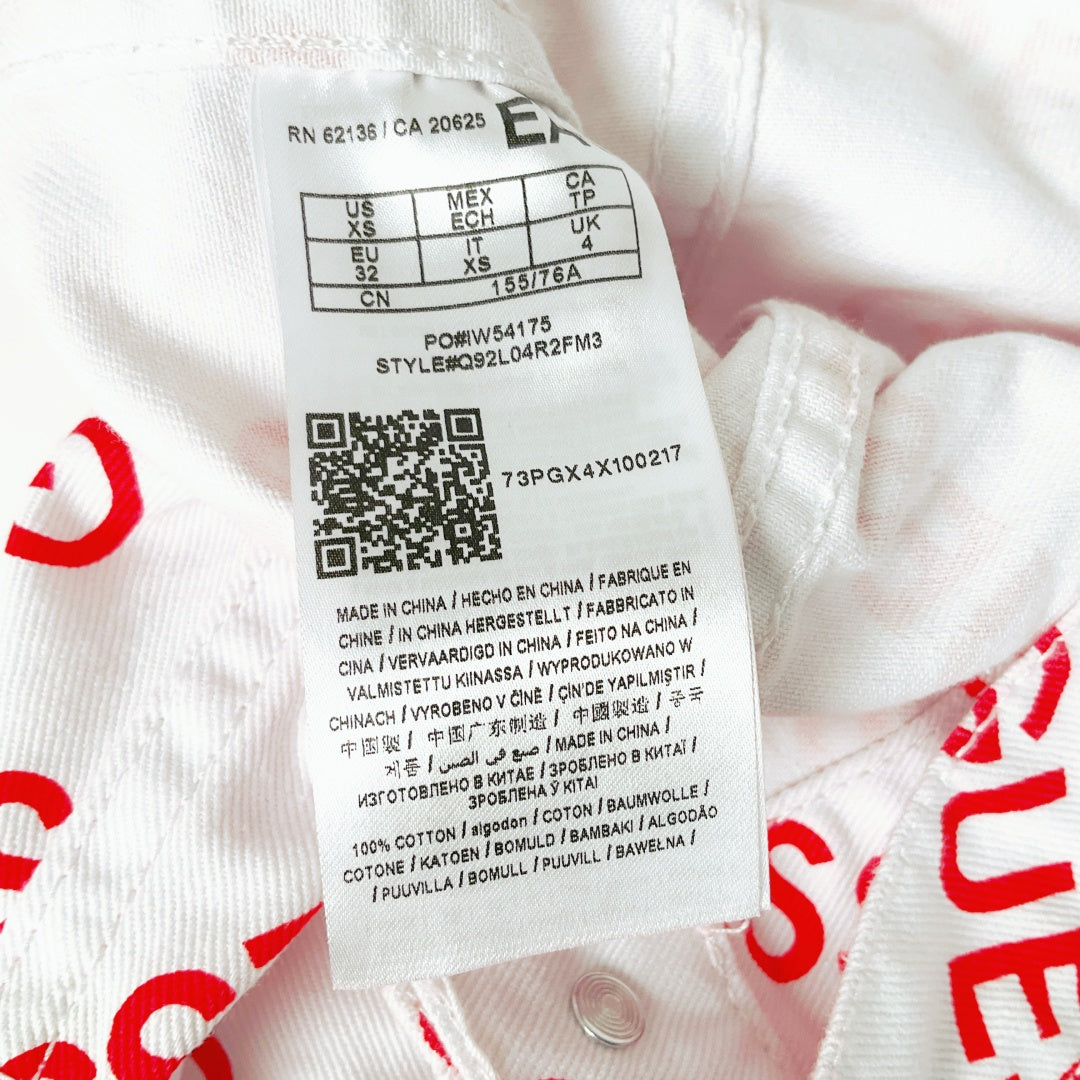 RN 62136 / CA 20625
US MEX CA
XS ECH TP
EU IT UK
32 XS 4
CN 155/76A
PO#IW54175
STYLE#Q92L04R2FM3
73PGX4X100217
MADE IN CHINA / HECHO EN CHINA / FABRIQUE EN
CHINE / IN CHINA HERGESTELLT / FABBRICATO IN
CINA / VERVAARDIGD IN CHINA / FEITO NA CHINA /
VALMISTETTU KIINASSA / WYPRODUKOWANO W
CHINACH / VYROBENO V ČÍNĚ / ÇİN'DE YAPILMIŞTIR /
中国製 / 中国广东制造 / 中國製造 / 중국
제품 / صنع في الصين / MADE IN CHINA /
ИЗГОТОВЛЕНО В КИТАЕ / ЗРОБЛЕНО В КИТАЇ /
ЗРОБЛЕНА Ў КІТАІ
100% COTTON / algodon / COTON / BAUMWOLLE /
COTONE / KATOEN / BOMULD / BAMBAKI / ALGODÃO
/ PUUVILLA / BOMULL / PUUVILL / BAWEŁNA /
GUE